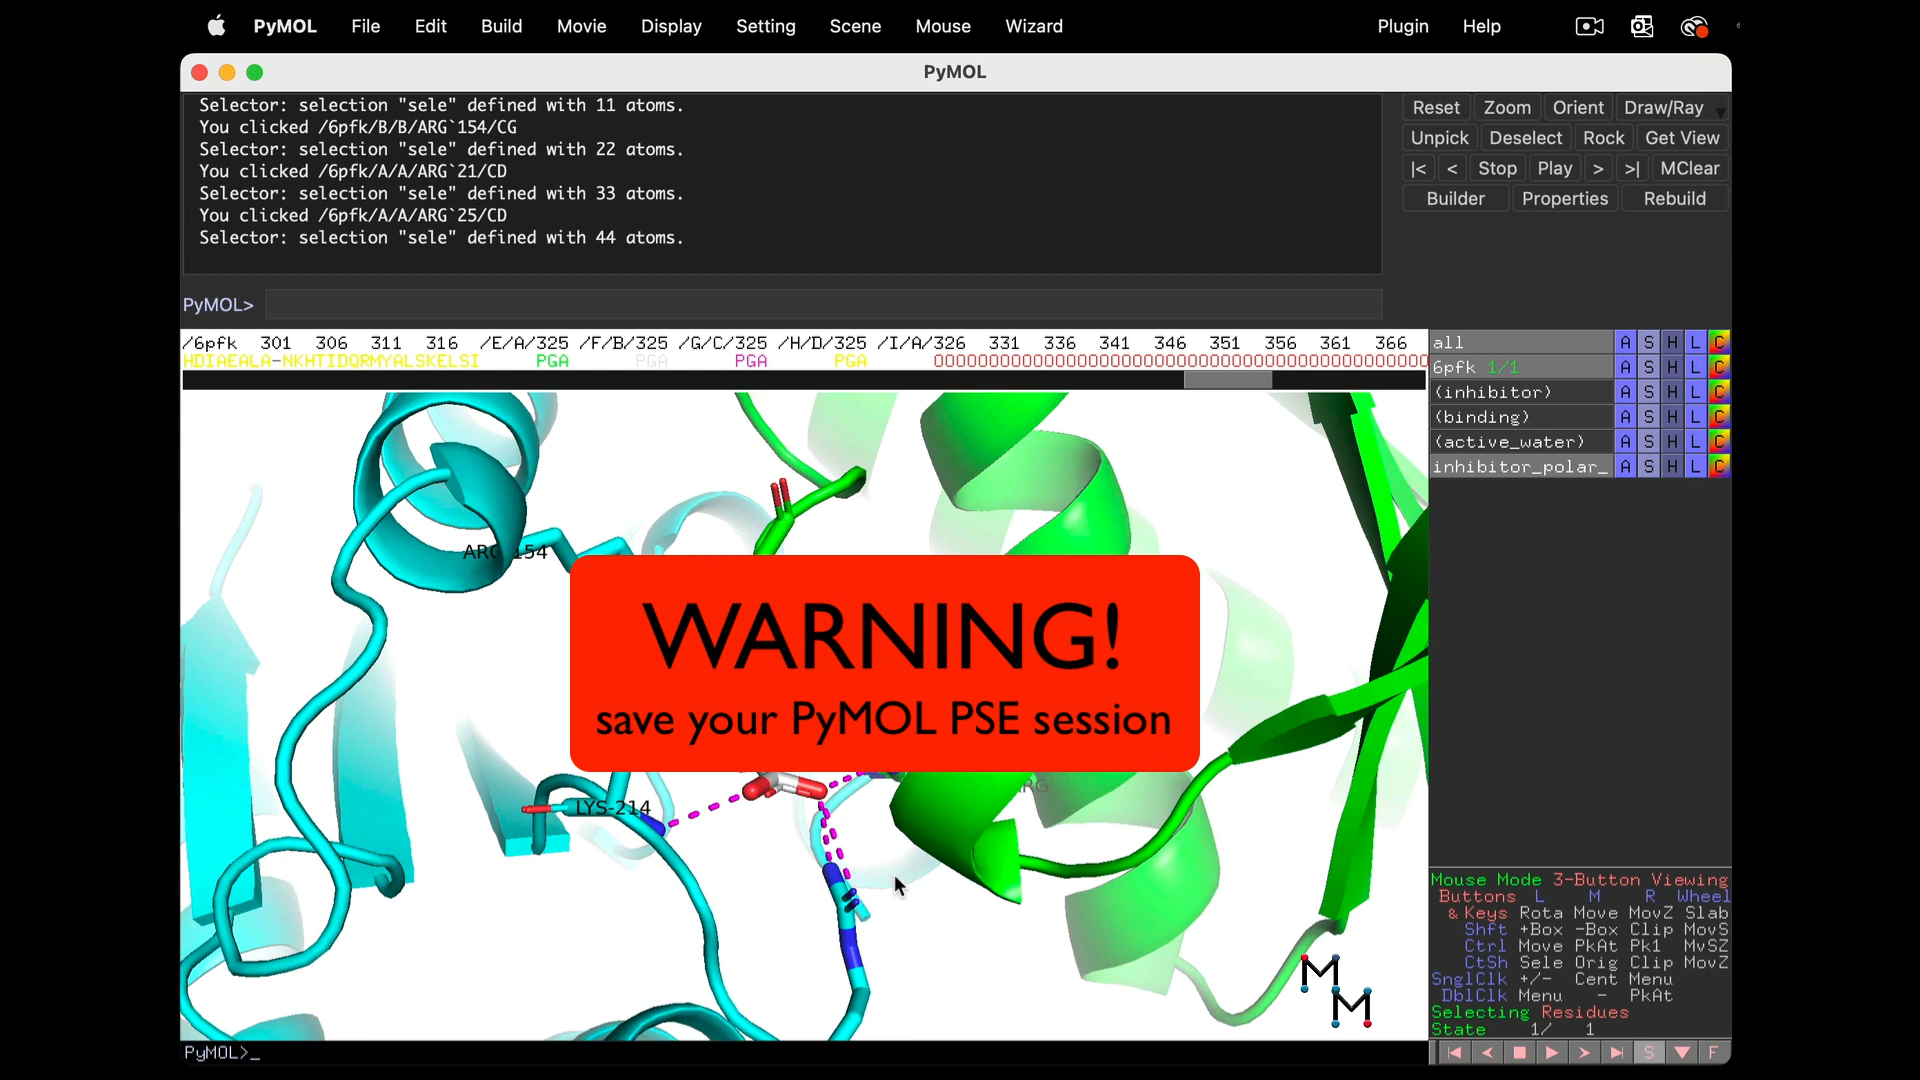 PyMOL File Edit Build Movie Display Setting Scene Mouse Wizard Plugin Help
PyMOL
Selector: selection "sele" defined with 11 atoms.
You clicked /6pfk/B/B/ARG`154/CG
Selector: selection "sele" defined with 22 atoms.
You clicked /6pfk/A/A/ARG`21/CD
Selector: selection "sele" defined with 33 atoms.
You clicked /6pfk/A/A/ARG`25/CD
Selector: selection "sele" defined with 44 atoms.
Reset Zoom Orient Draw/Ray
Unpick Deselect Rock Get View
|< < Stop Play > >| MClear
Builder Properties Rebuild
PyMOL>
/6pfk 301 306 311 316 /E/A/325 /F/B/325 /G/C/325 /H/D/325 /I/A/326 331 336 341 346 351 356 361 366
HDIAEALA-NKHTIDQRMYALSKELSI PGA PGA PGA PGA OOOOOOOOOOOOOOOOOOOOOOOOOOOOOOOOOOOOOOOOOOOOO
all A S H L C
6pfk 1/1 A S H L C
(inhibitor) A S H L C
(binding) A S H L C
(active_water) A S H L C
inhibitor_polar_ A S H L C
ARG-154
WARNING!
save your PyMOL PSE session
LYS-214
ARG
M
M
Mouse Mode 3-Button Viewing
Buttons L M R Wheel
& Keys Rota Move MovZ Slab
Shft +Box -Box Clip MovS
Ctrl Move PkAt Pk1 MvSZ
CtSh Sele Orig Clip MovZ
SnglClk +/- Cent Menu
DblClk Menu - PkAt
Selecting Residues
State 1/ 1
PyMOL>_
S F